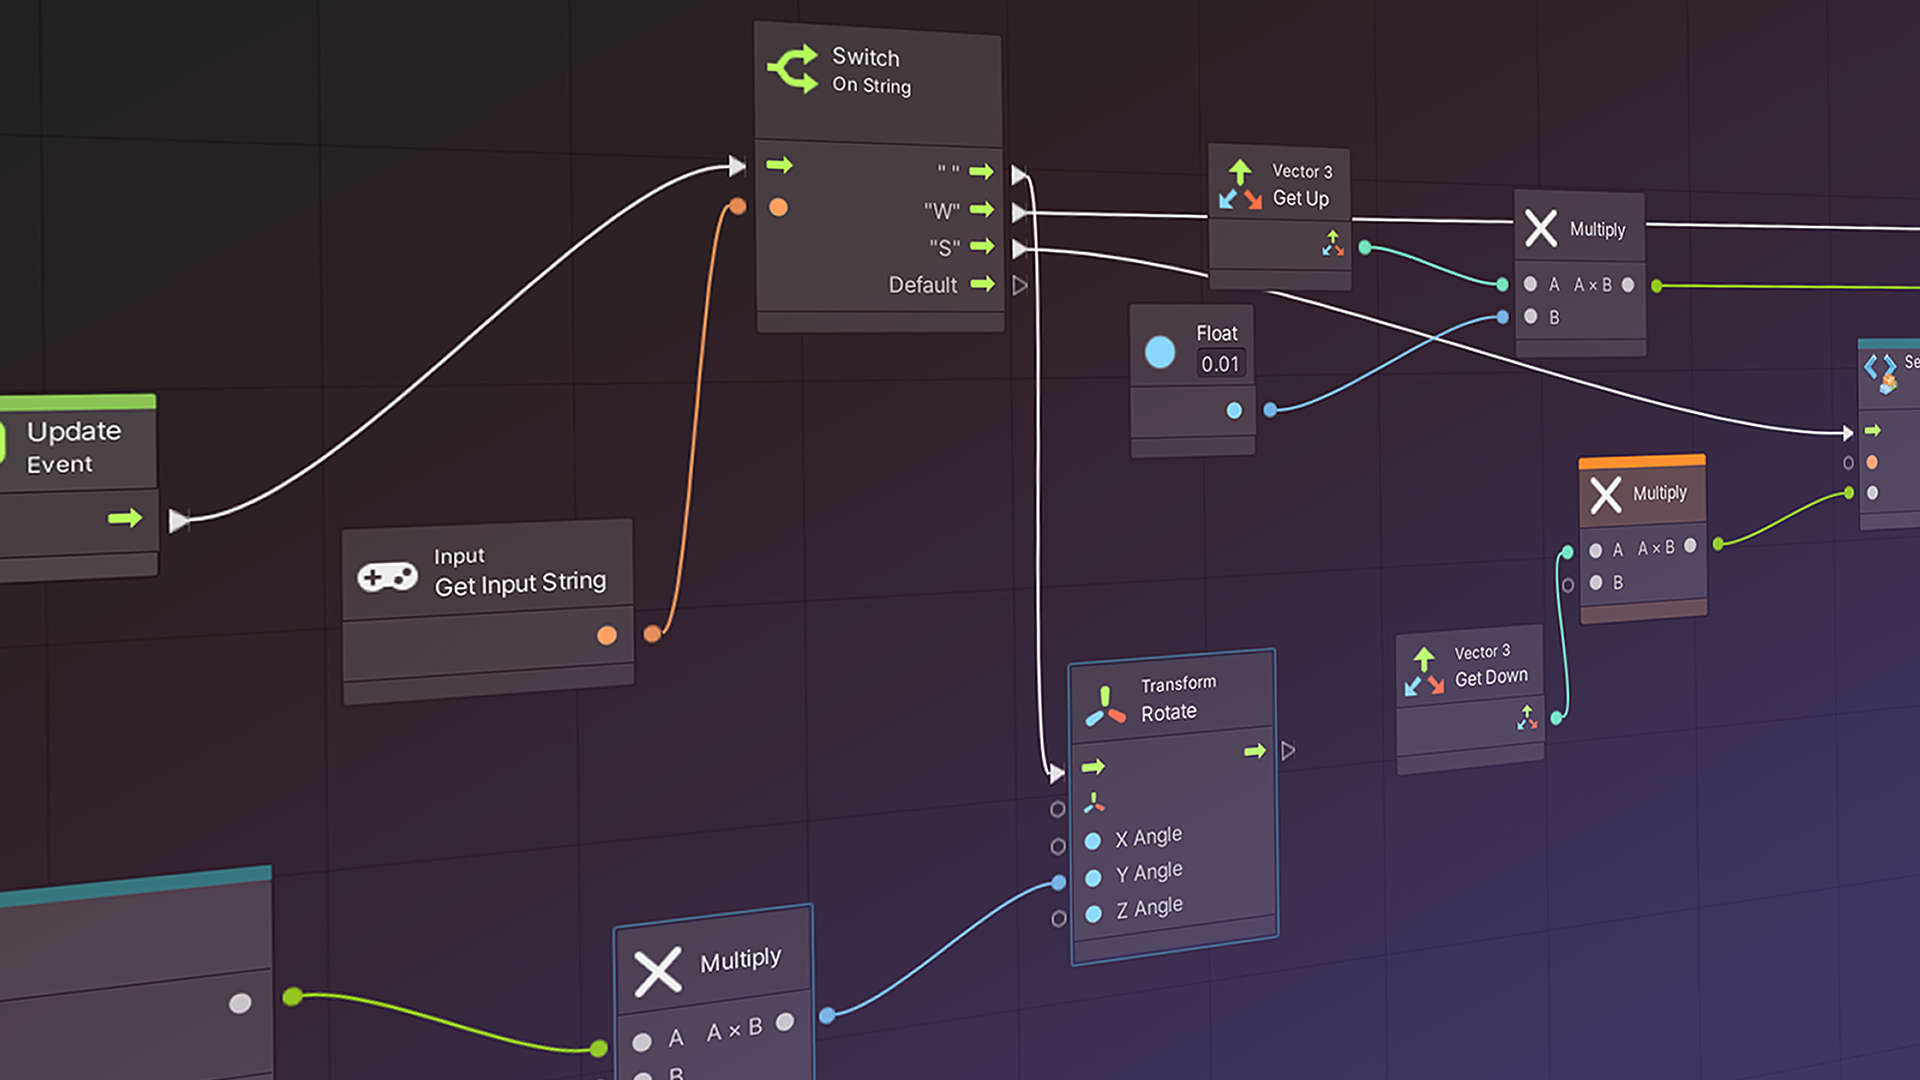 Switch
On String
" "
"W"
"S"
Default
Vector 3
Get Up
Multiply
A A × B
B
Float
0.01
Update
Event
Input
Get Input String
Multiply
A A × B
B
Vector 3
Get Down
Transform
Rotate
X Angle
Y Angle
Z Angle
Multiply
A A × B
B